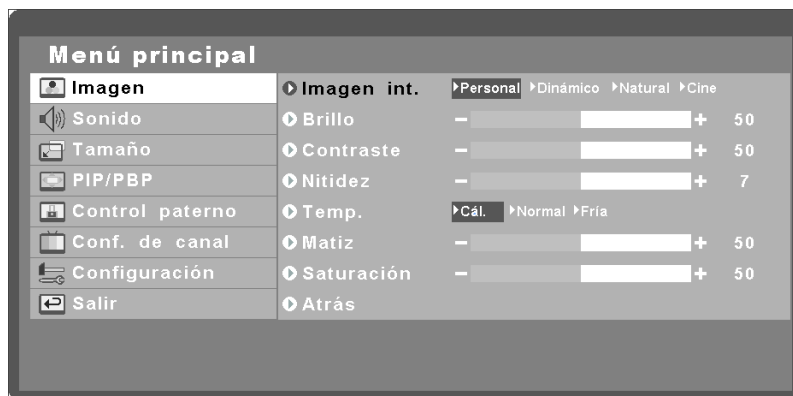 Menú principal
Imagen
Sonido
Tamaño
PIP/PBP
Control paterno
Conf. de canal
Configuración
Salir
Imagen int. Personal Dinámico Natural Cine
Brillo - + 50
Contraste - + 50
Nitidez - + 7
Temp. Cál. Normal Fría
Matiz - + 50
Saturación - + 50
Atrás